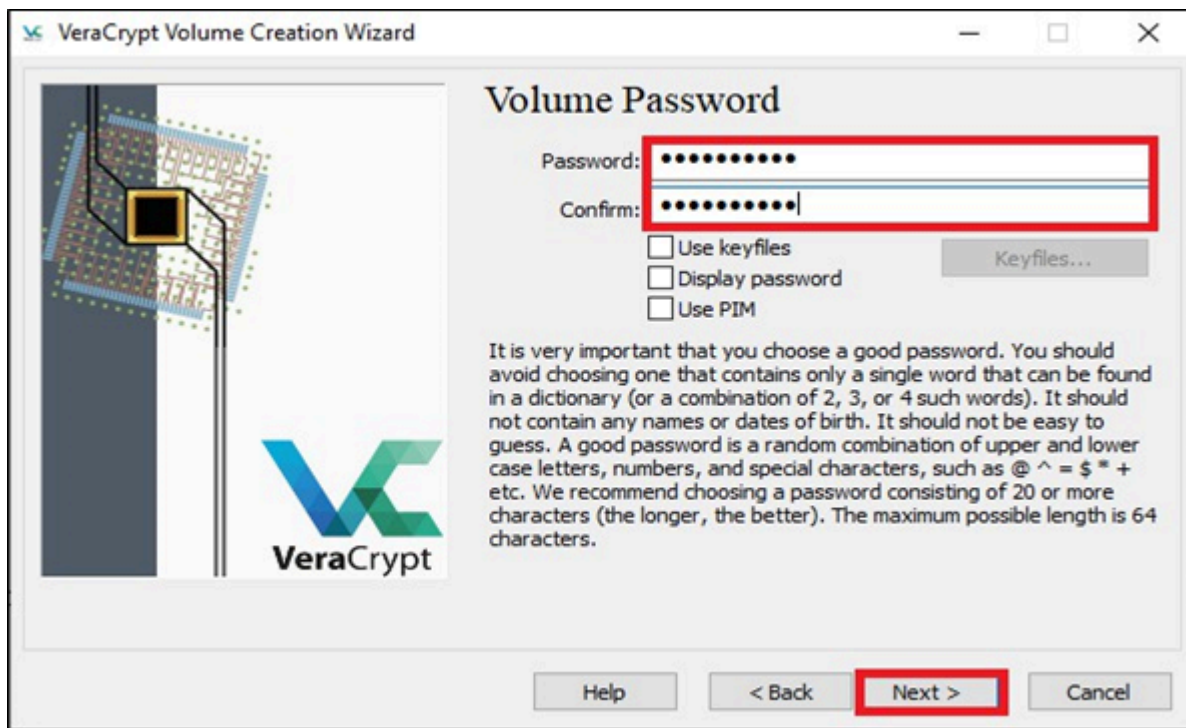 VeraCrypt Volume Creation Wizard
Volume Password
Password: ••••••••••
Confirm: ••••••••••
Use keyfiles
Keyfiles...
Display password
Use PIM
It is very important that you choose a good password. You should
avoid choosing one that contains only a single word that can be found
in a dictionary (or a combination of 2, 3, or 4 such words). It should
not contain any names or dates of birth. It should not be easy to
guess. A good password is a random combination of upper and lower
case letters, numbers, and special characters, such as @ ^ = $ * +
etc. We recommend choosing a password consisting of 20 or more
characters (the longer, the better). The maximum possible length is 64
characters.
VeraCrypt
Help
< Back
Next >
Cancel